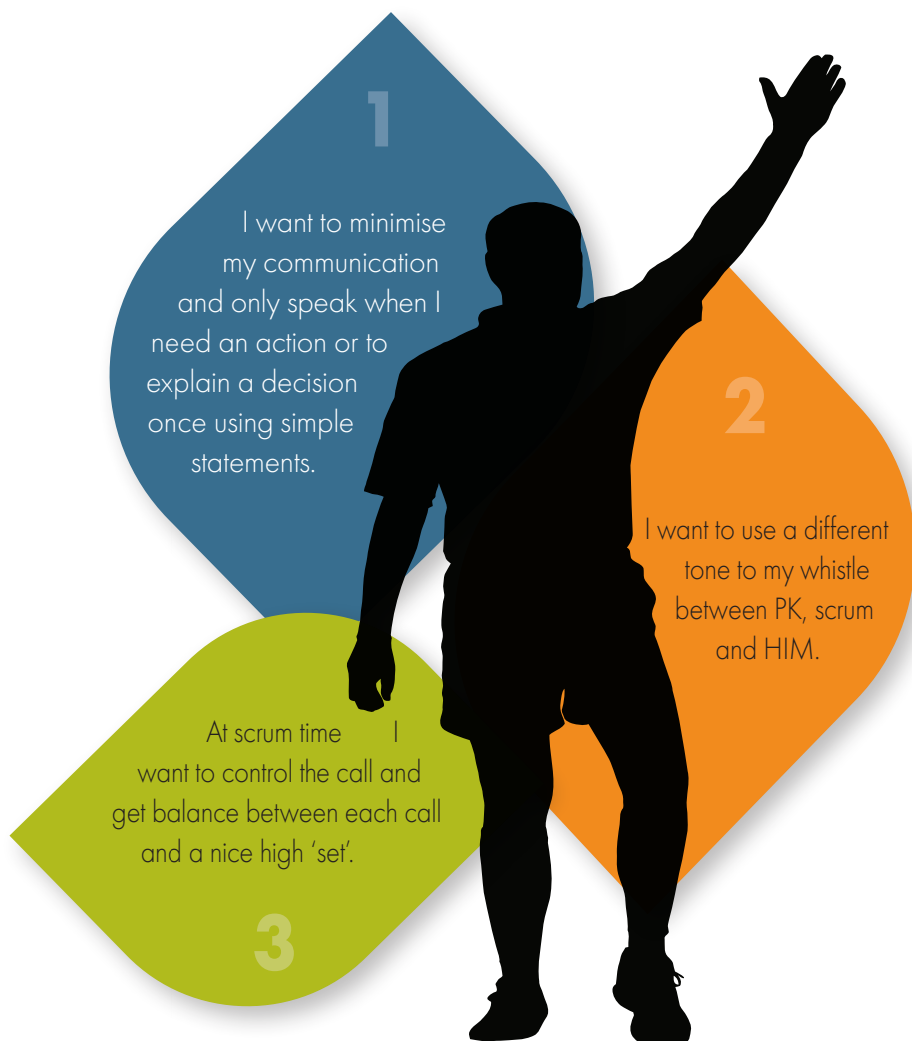 1
I want to minimise
my communication
and only speak when I
need an action or to
explain a decision
once using simple
statements.
2
I want to use a different
tone to my whistle
between PK, scrum
and HIM.
At scrum time I
want to control the call and
get balance between each call
and a nice high ‘set’.
3